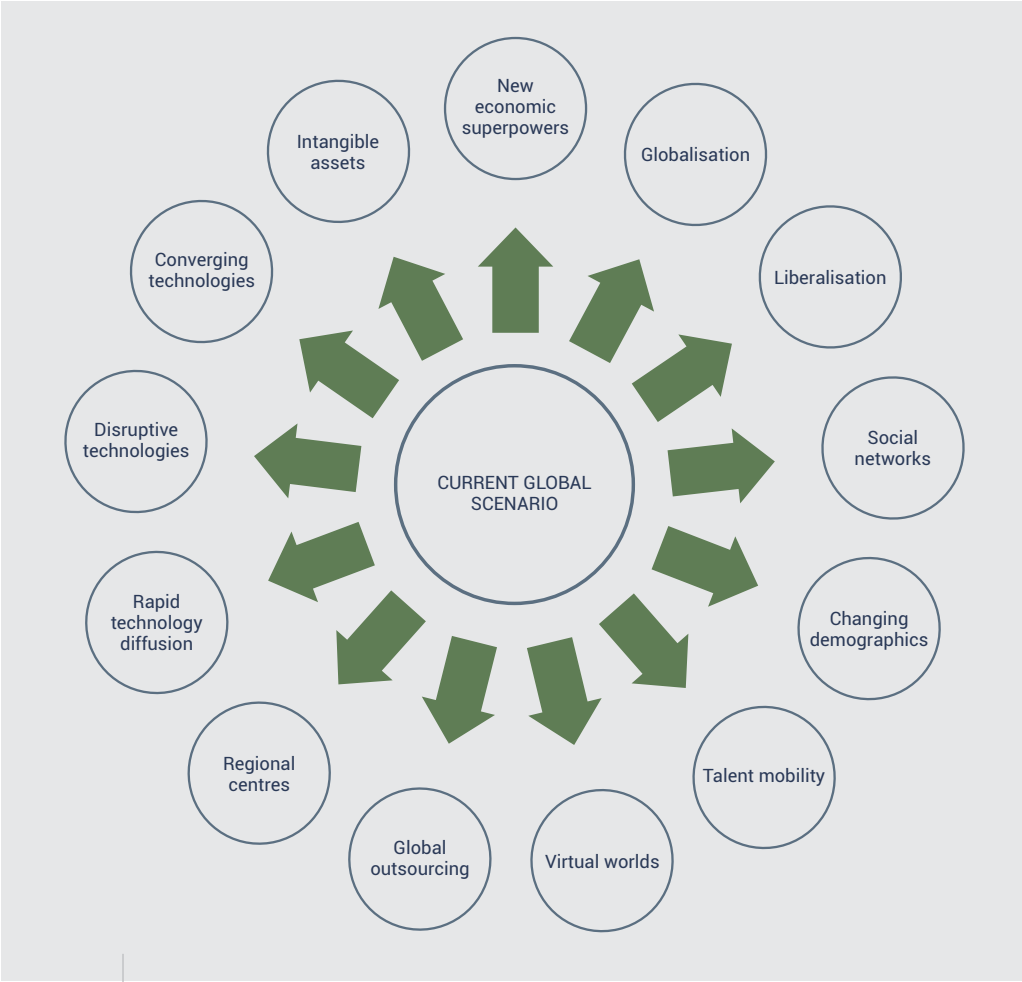 New
economic
superpowers
Globalisation
Liberalisation
Social
networks
Changing
demographics
Talent mobility
Virtual worlds
Global
outsourcing
Regional
centres
Rapid
technology
diffusion
Disruptive
technologies
Converging
technologies
Intangible
assets
CURRENT GLOBAL
SCENARIO